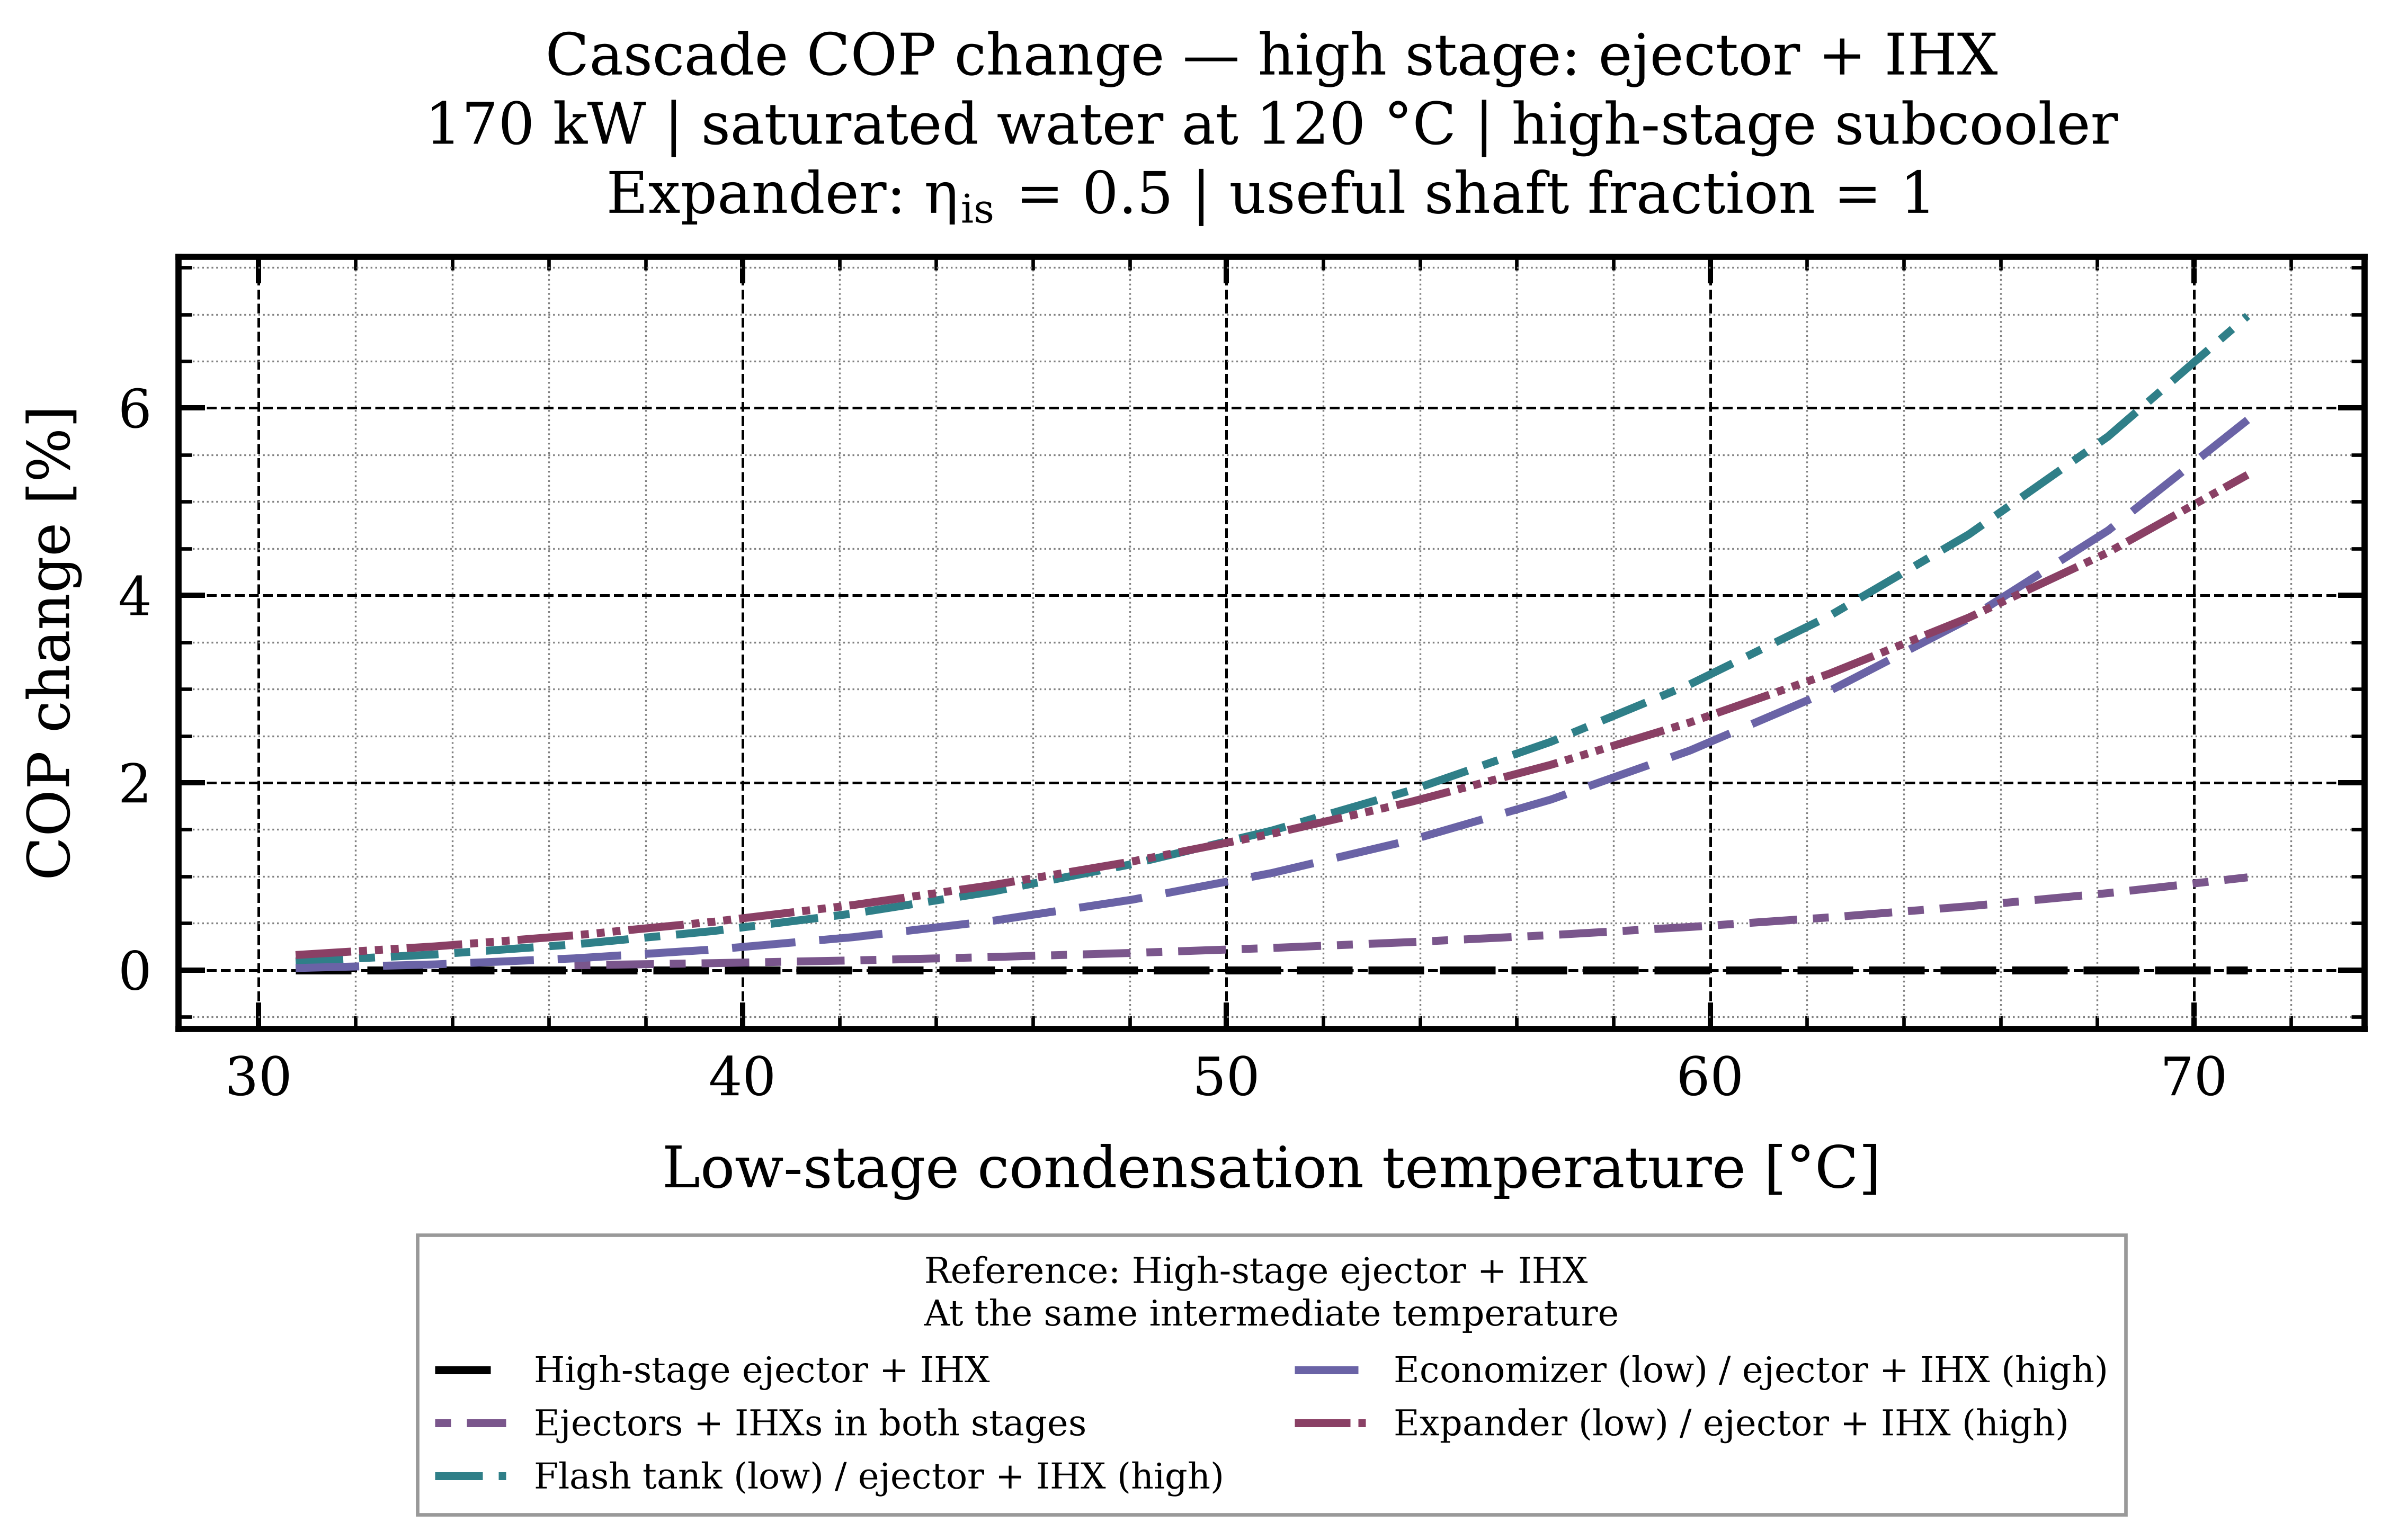 Cascade COP change — high stage: ejector + IHX
170 kW | saturated water at 120 °C | high-stage subcooler
Expander: ηis = 0.5 | useful shaft fraction = 1
COP change [%]
6
4
2
0
30 40 50 60 70
Low-stage condensation temperature [°C]
Reference: High-stage ejector + IHX
At the same intermediate temperature
High-stage ejector + IHX
Ejectors + IHXs in both stages
Flash tank (low) / ejector + IHX (high)
Economizer (low) / ejector + IHX (high)
Expander (low) / ejector + IHX (high)